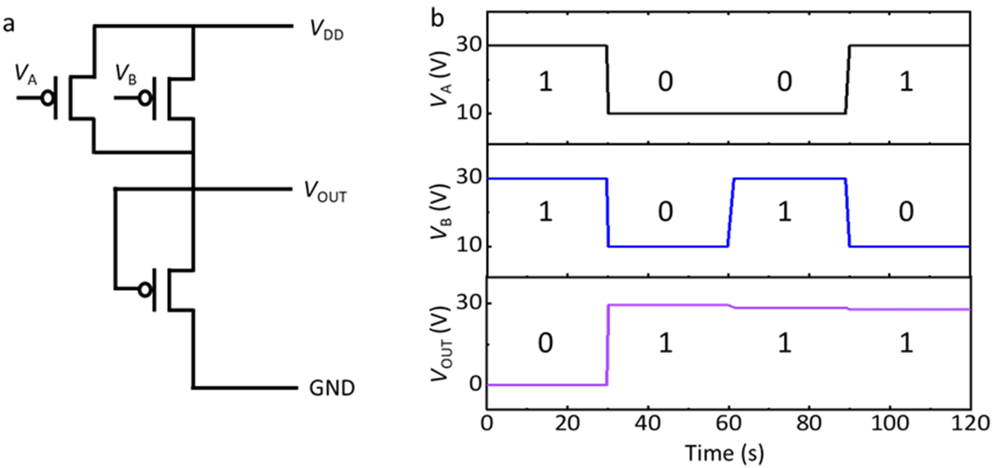 a
V_DD
V_A
V_B
V_OUT
GND
b
V_A (V)
30
10
1 0 0 1
V_B (V)
30
10
1 0 1 0
V_OUT (V)
30
0
0 1 1 1
0 20 40 60 80 100 120
Time (s)